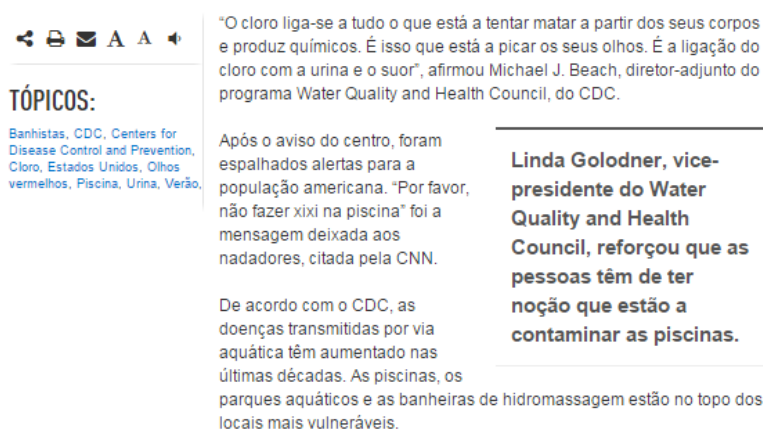 A A
TÓPICOS:
Banhistas, CDC, Centers for
Disease Control and Prevention,
Cloro, Estados Unidos, Olhos
vermelhos, Piscina, Urina, Verão,
“O cloro liga-se a tudo o que está a tentar matar a partir dos seus corpos
e produz químicos. É isso que está a picar os seus olhos. É a ligação do
cloro com a urina e o suor”, afirmou Michael J. Beach, diretor-adjunto do
programa Water Quality and Health Council, do CDC.
Após o aviso do centro, foram
espalhados alertas para a
população americana. “Por favor,
não fazer xixi na piscina” foi a
mensagem deixada aos
nadadores, citada pela CNN.
De acordo com o CDC, as
doenças transmitidas por via
aquática têm aumentado nas
últimas décadas. As piscinas, os
parques aquáticos e as banheiras de hidromassagem estão no topo dos
locais mais vulneráveis.
Linda Golodner, vice-
presidente do Water
Quality and Health
Council, reforçou que as
pessoas têm de ter
noção que estão a
contaminar as piscinas.